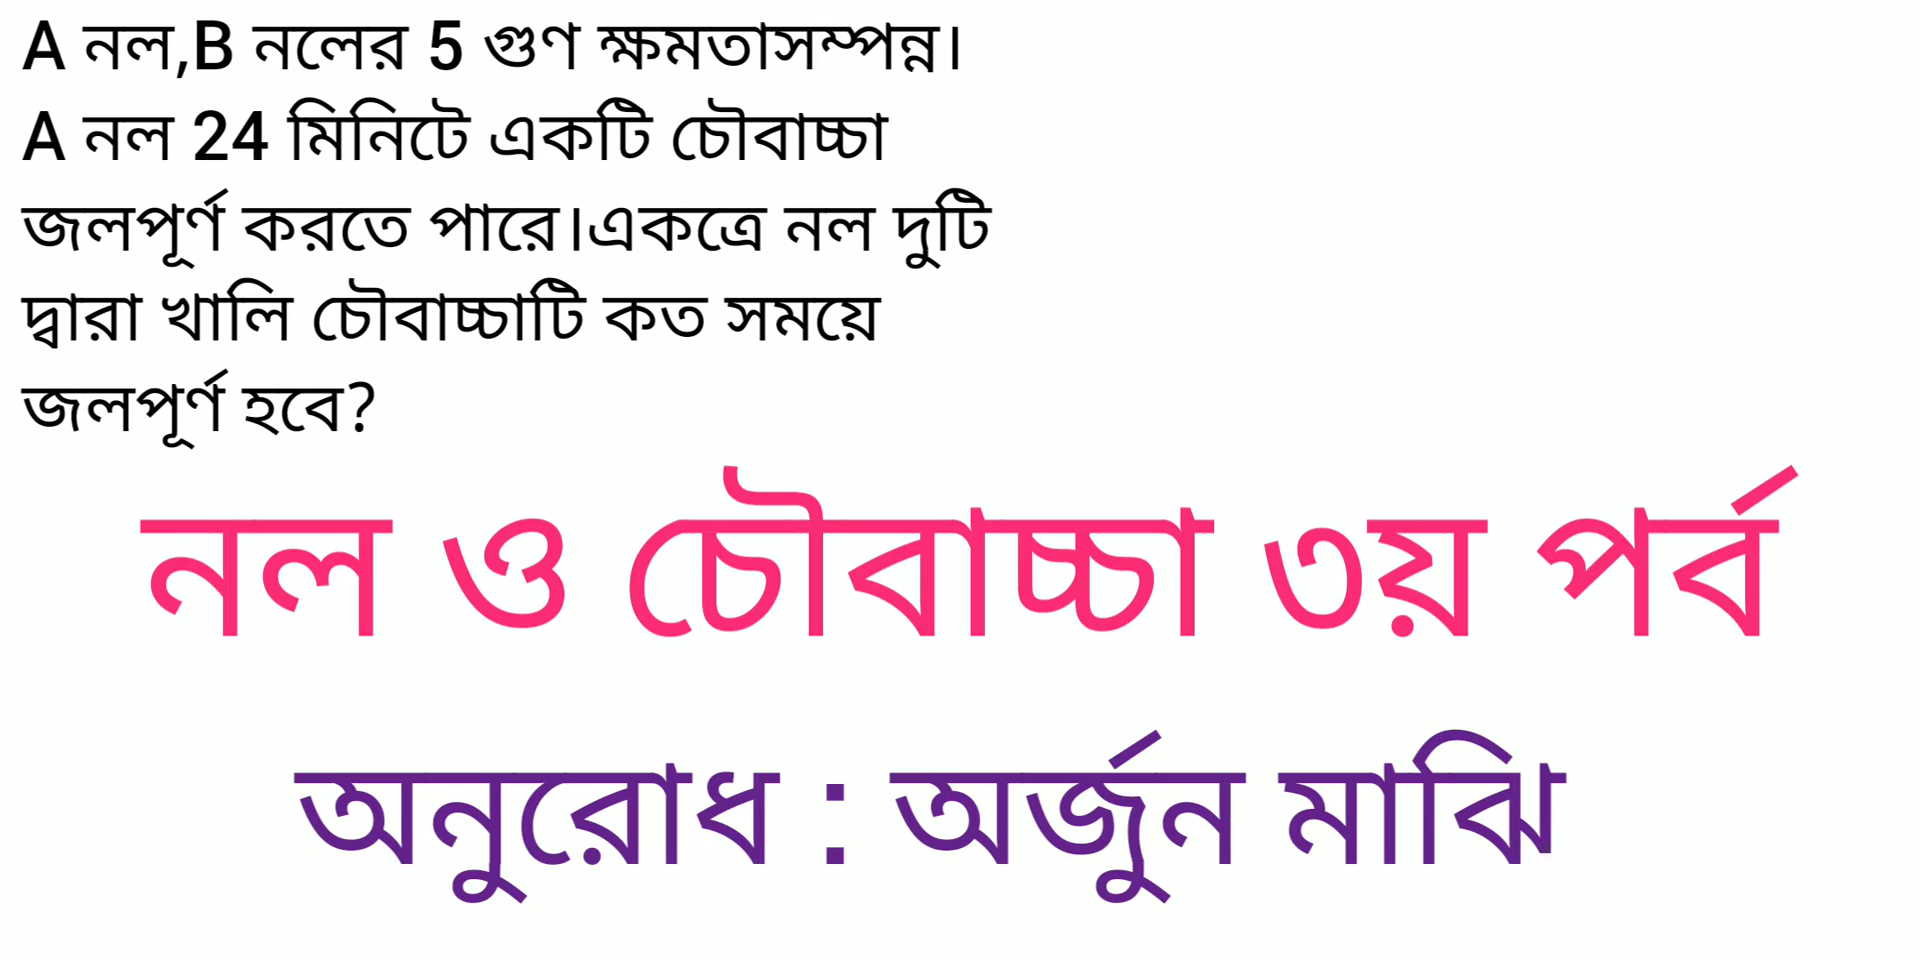 A নল,B নলের 5 গুণ ক্ষমতাসম্পন্ন।
A নল 24 মিনিটে একটি চৌবাচ্চা
জলপূর্ণ করতে পারে।একত্রে নল দুটি
দ্বারা খালি চৌবাচ্চাটি কত সময়ে
জলপূর্ণ হবে?
নল ও চৌবাচ্চা ৩য় পর্ব
অনুরোধ : অর্জুন মাঝি